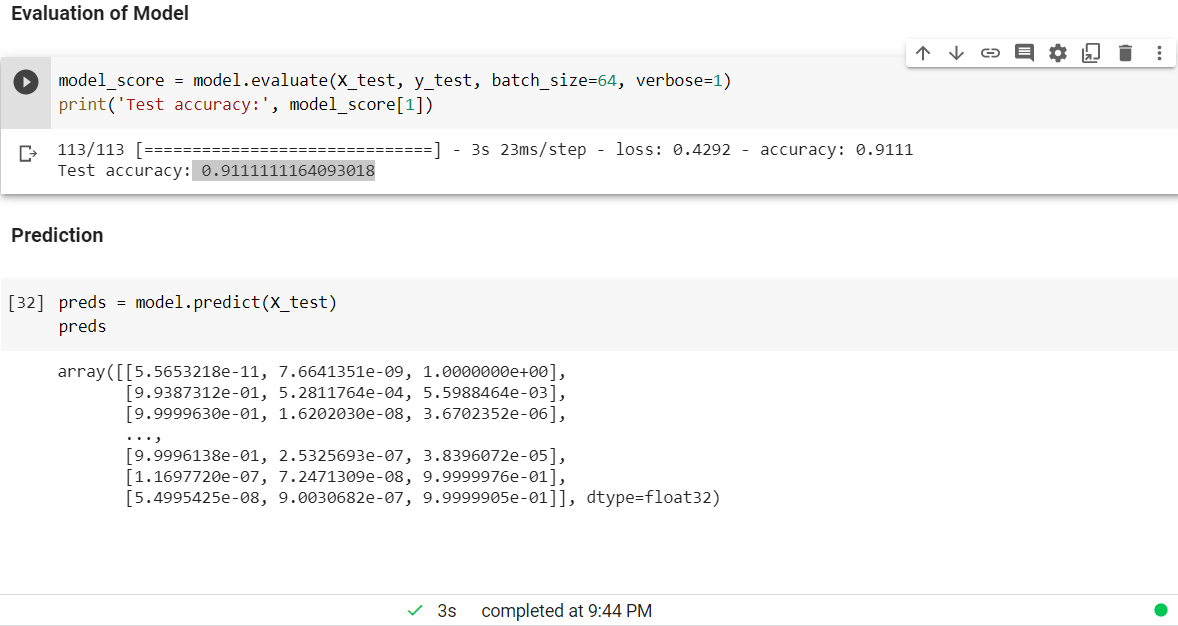 Evaluation of Model
model_score = model.evaluate(X_test, y_test, batch_size=64, verbose=1)
print('Test accuracy:', model_score[1])
113/113 [==============================] - 3s 23ms/step - loss: 0.4292 - accuracy: 0.9111
Test accuracy: 0.9111111164093018
Prediction
[32] preds = model.predict(X_test)
preds
array([[5.5653218e-11, 7.6641351e-09, 1.0000000e+00],
[9.9387312e-01, 5.2811764e-04, 5.5988464e-03],
[9.9999630e-01, 1.6202030e-08, 3.6702352e-06],
...,
[9.9996138e-01, 2.5325693e-07, 3.8396072e-05],
[1.1697720e-07, 7.2471309e-08, 9.9999976e-01],
[5.4995425e-08, 9.0030682e-07, 9.9999905e-01]], dtype=float32)
3s completed at 9:44 PM